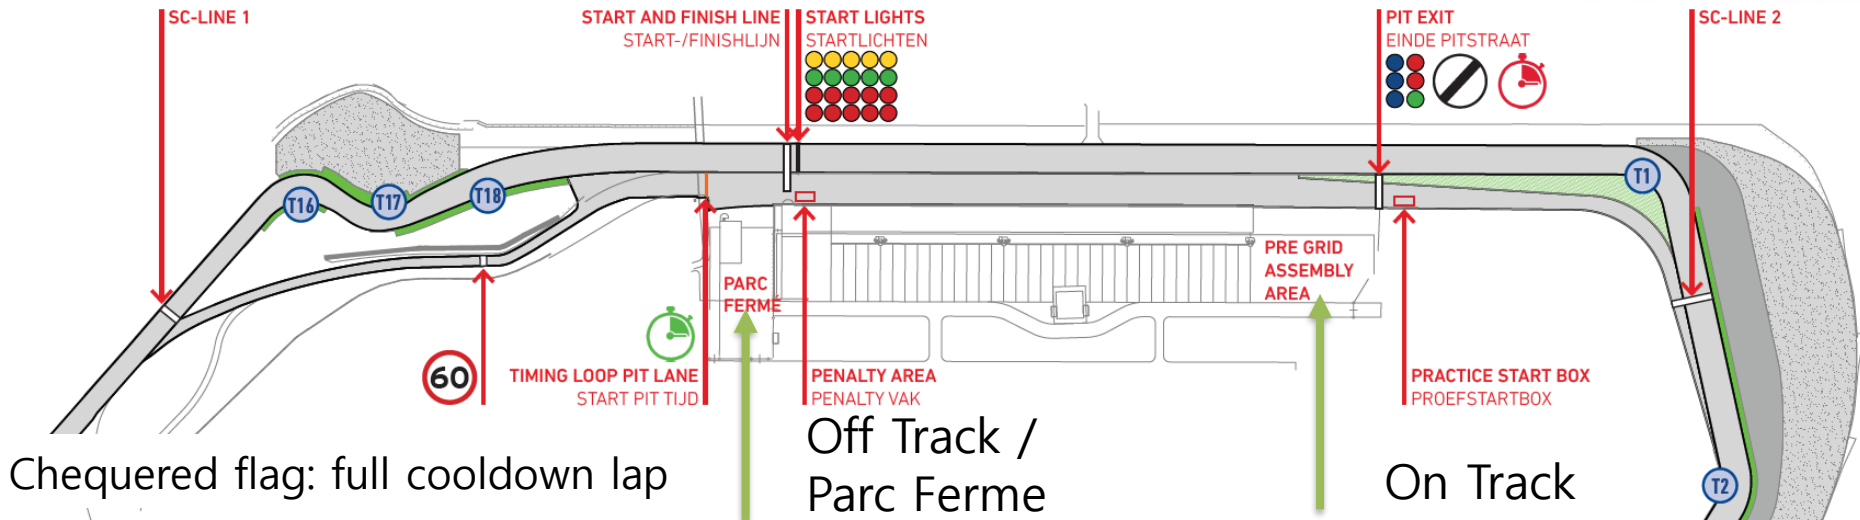 SC-LINE 1
START AND FINISH LINE
START-/FINISHLIJN
START LIGHTS
STARTLICHTEN
PIT EXIT
EINDE PITSTRAAT
SC-LINE 2
T16
T17
T18
T1
PRE GRID
ASSEMBLY
AREA
PARC
FERME
60
TIMING LOOP PIT LANE
START PIT TIJD
PENALTY AREA
PENALTY VAK
PRACTICE START BOX
PROEFSTARTBOX
Chequered flag: full cooldown lap
Off Track /
Parc Ferme
On Track
T2